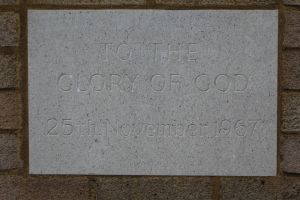 TO THE
GLORY OF GOD
25th November 1967